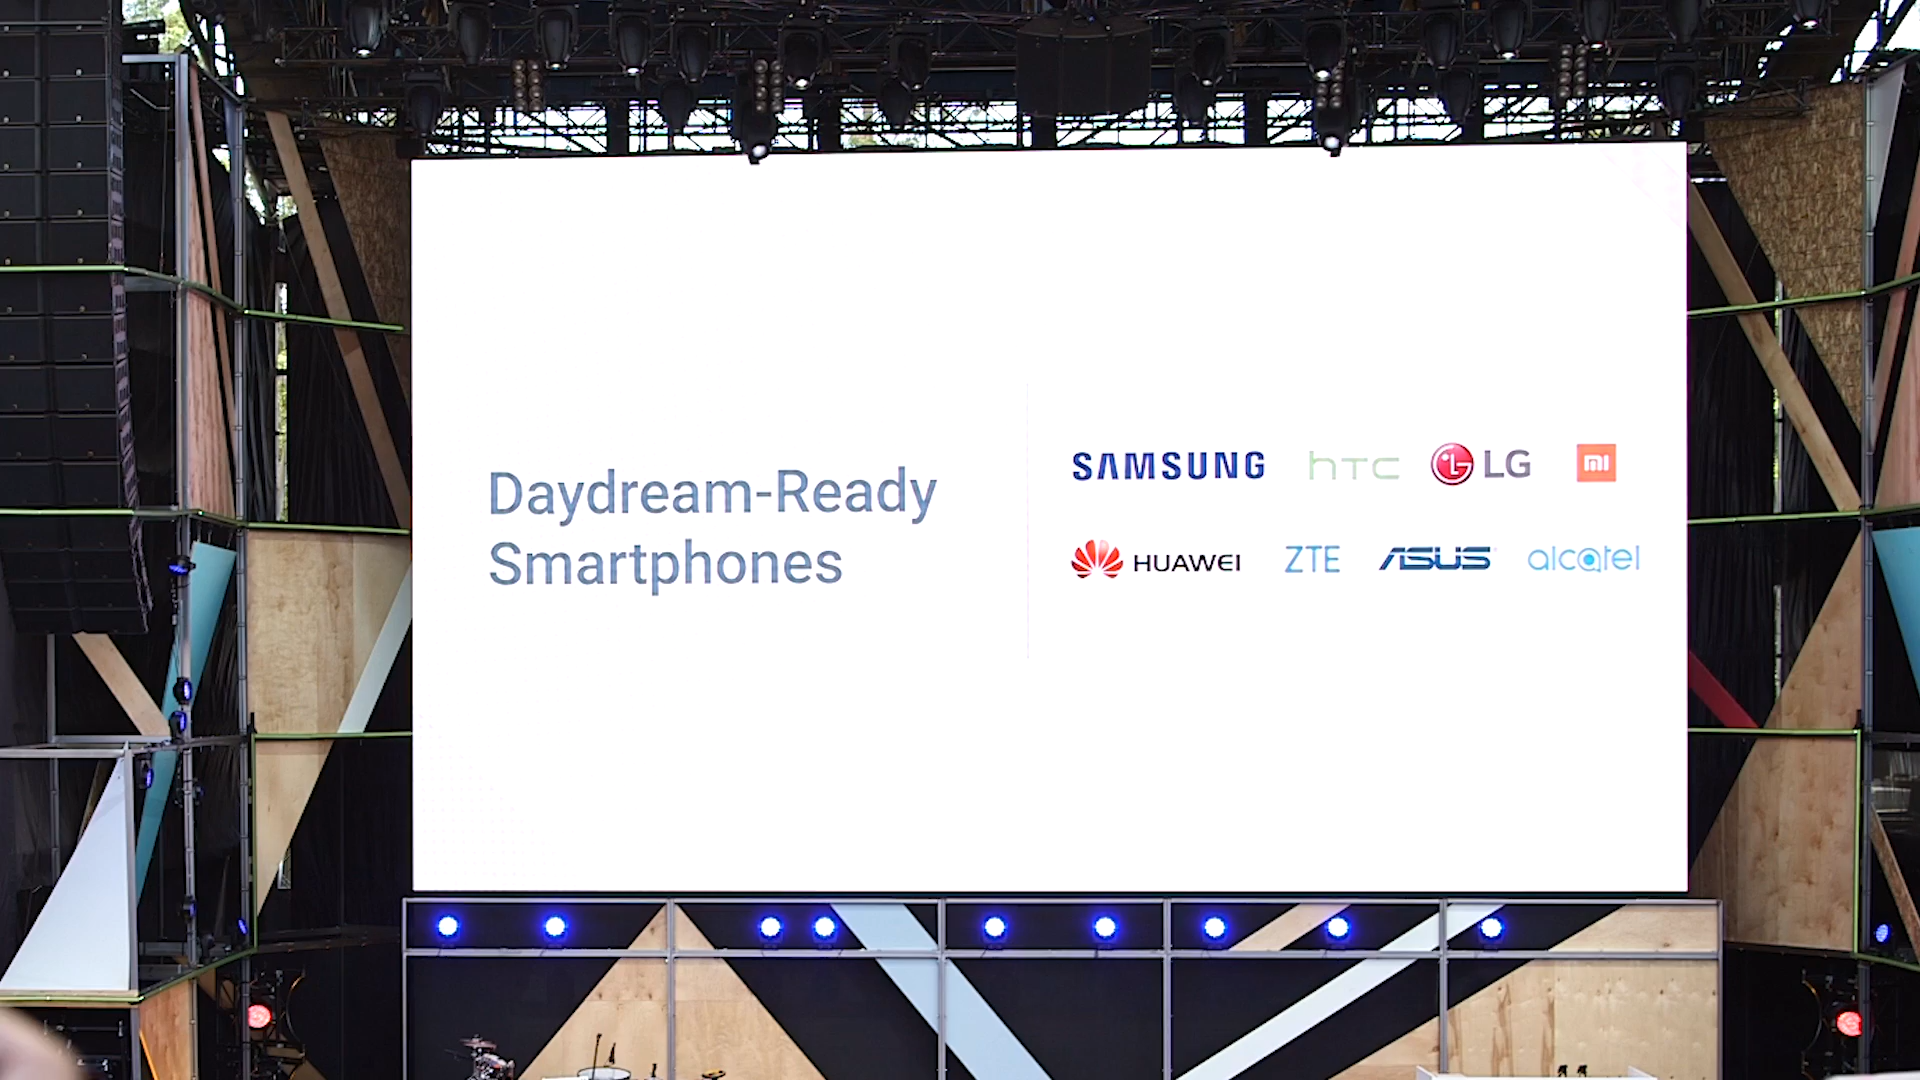 Daydream-Ready
Smartphones
SAMSUNG hTC LG mi
HUAWEI ZTE ASUS alcatel